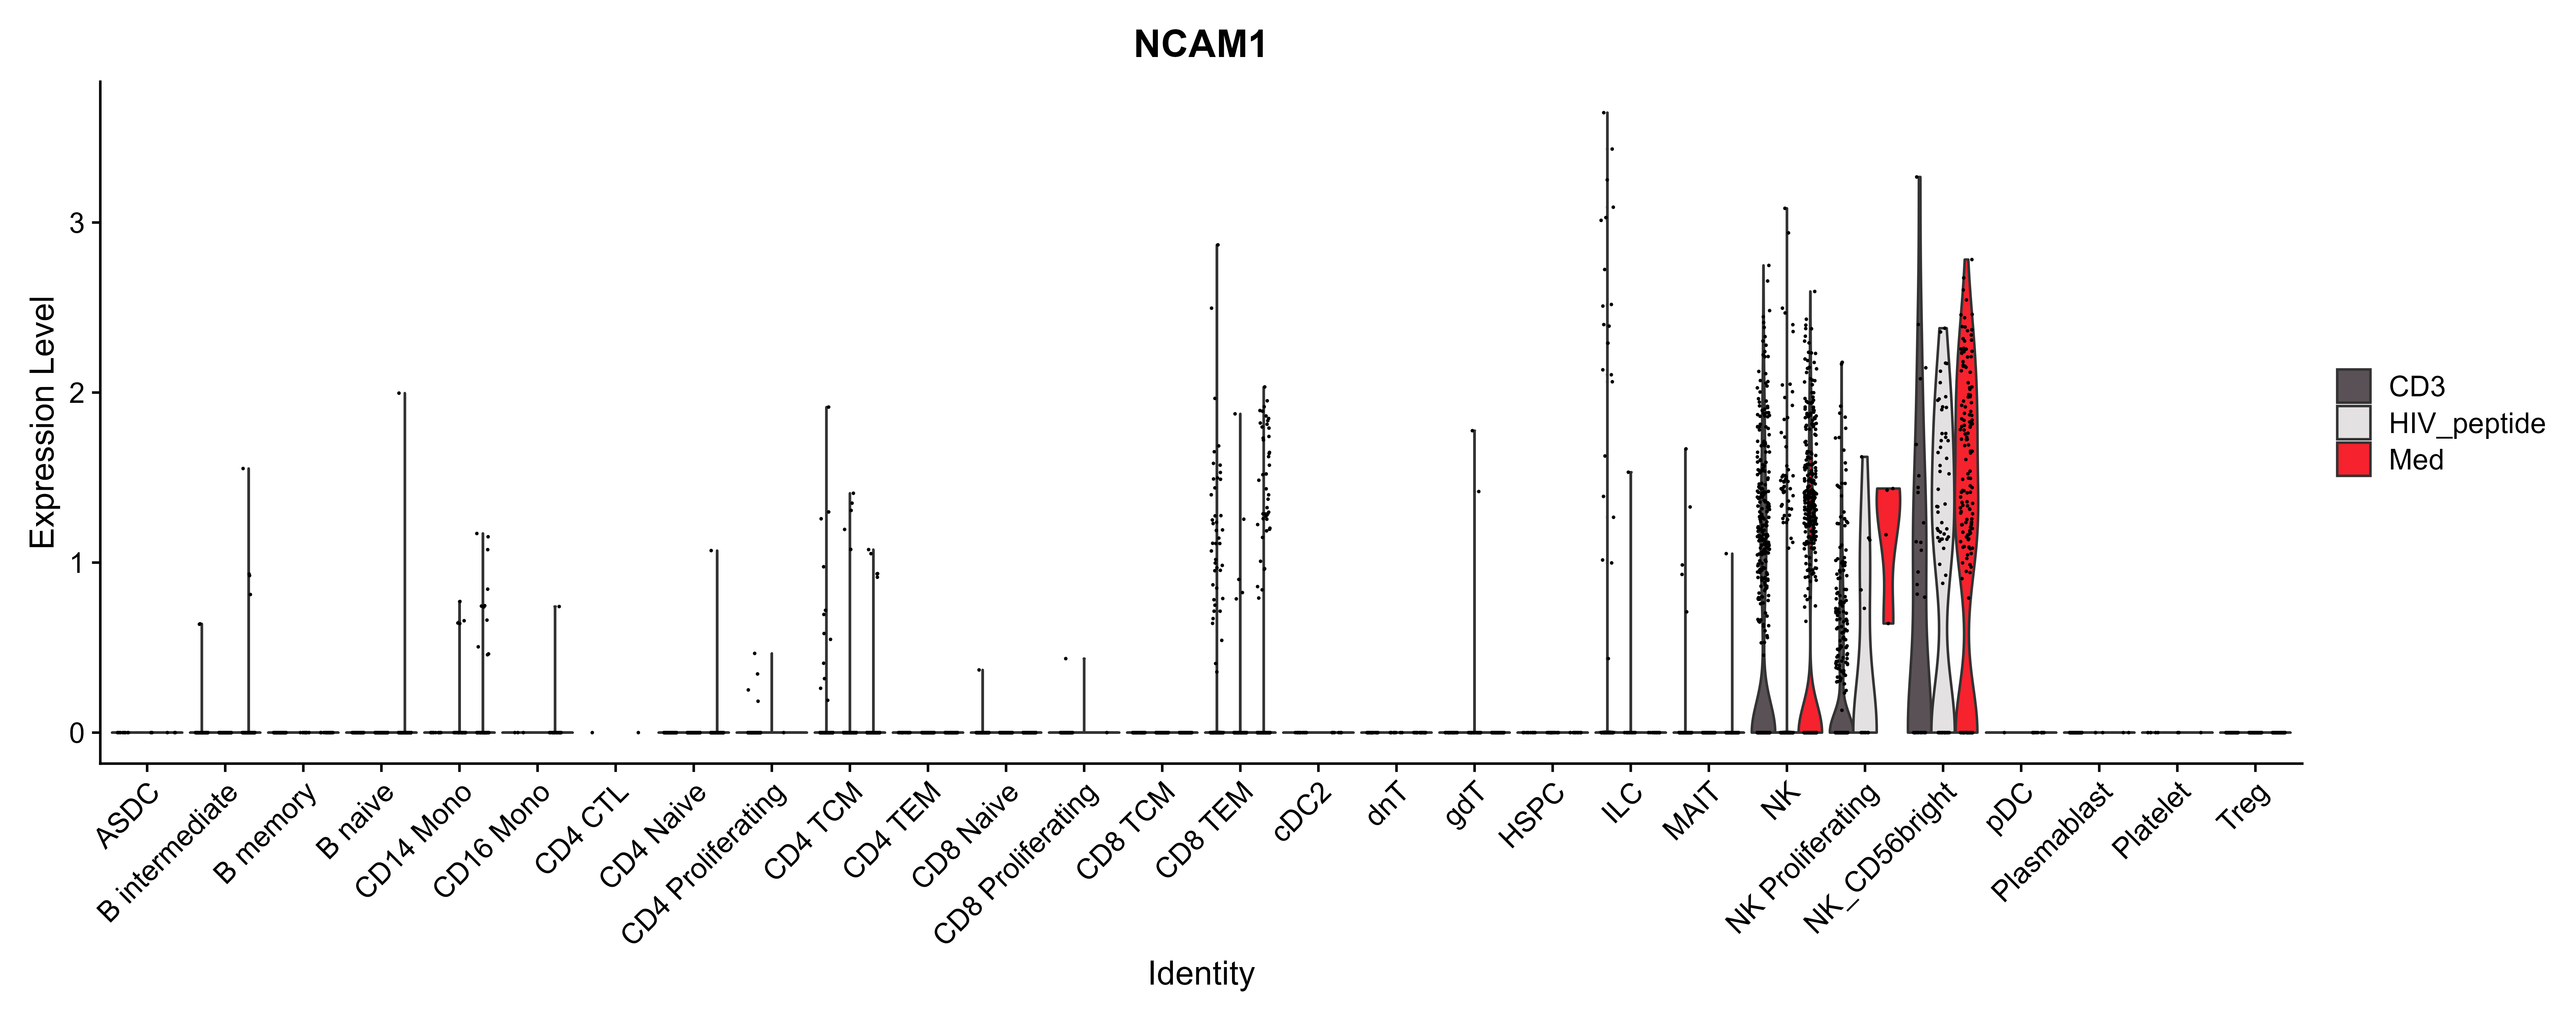 NCAM1
Expression Level
3
2
1
0
ASDC
B intermediate
B memory
B naive
CD14 Mono
CD16 Mono
CD4 CTL
CD4 Naive
CD4 Proliferating
CD4 TCM
CD4 TEM
CD8 Naive
CD8 Proliferating
CD8 TCM
CD8 TEM
cDC2
dnT
gdT
HSPC
ILC
MAIT
NK
NK Proliferating
NK_CD56bright
pDC
Plasmablast
Platelet
Treg
Identity
CD3
HIV_peptide
Med